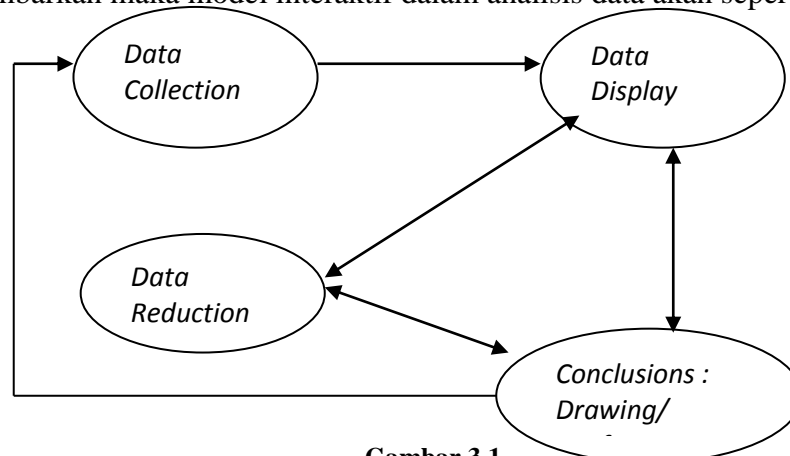 mbarkan maka model interaktif dalam analisis data akan seper
Data
Collection
Data
Display
Data
Reduction
Conclusions :
Drawing/
Gambar 3.1